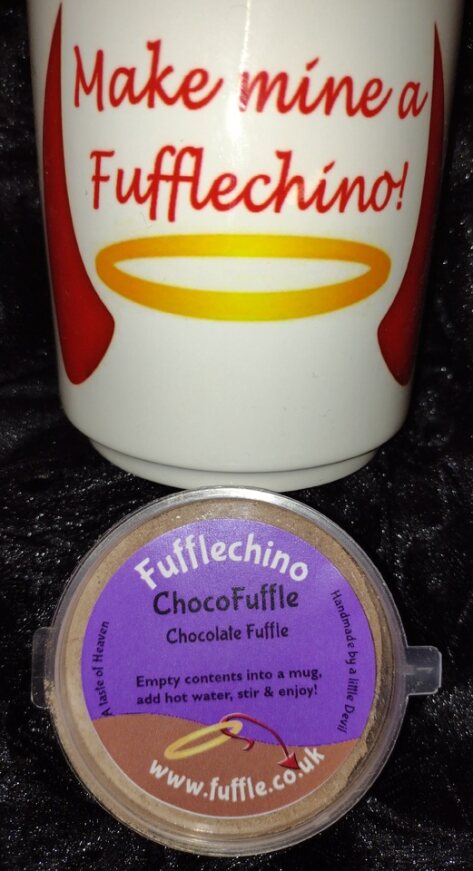 Make mine a
Fufflechino!
Fufflechino
ChocoFuffle
Chocolate Fuffle
A taste of Heaven
Handmade by a little Devil
Empty contents into a mug,
add hot water, stir & enjoy!
www.fuffle.co.uk